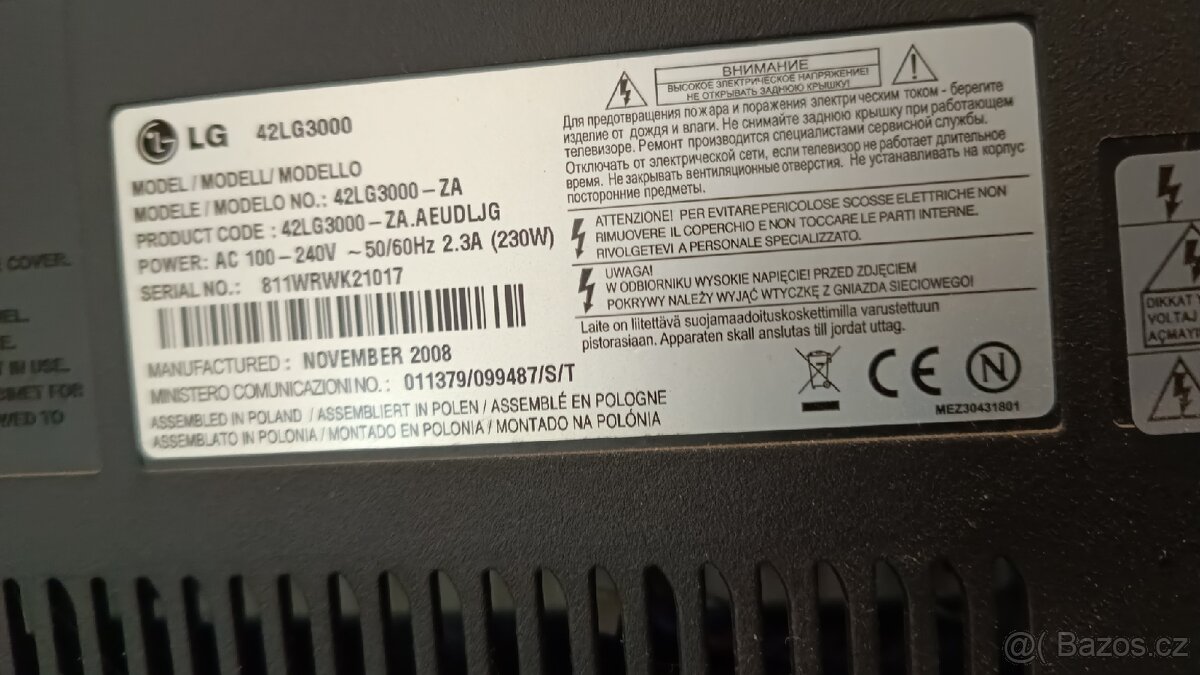 LG 42LG3000
MODEL / MODELL/ MODELLO
MODELE / MODELO NO.: 42LG3000-ZA
PRODUCT CODE : 42LG3000-ZA.AEUDLJG
POWER: AC 100-240V ~50/60Hz 2.3A (230W)
SERIAL NO.: 811WRWK21017
MANUFACTURED : NOVEMBER 2008
MINISTERO COMUNICAZIONI NO. : 011379/099487/S/T
ASSEMBLED IN POLAND / ASSEMBLIERT IN POLEN / ASSEMBLÉ EN POLOGNE
ASSEMBLATO IN POLONIA / MONTADO EN POLONIA / MONTADO NA POLÓNIA
ВНИМАНИЕ
ВЫСОКОЕ ЭЛЕКТРИЧЕСКОЕ НАПРЯЖЕНИЕ!
НЕ ОТКРЫВАТЬ ЗАДНЮЮ КРЫШКУ!
Для предотвращения пожара и поражения электрическим током - берегите
изделие от дождя и влаги. Не снимайте заднюю крышку при работающем
телевизоре. Ремонт производится специалистами сервисной службы.
Отключать от электрической сети, если телевизор не работает длительное
время. Не закрывать вентиляционные отверстия. Не устанавливать на корпус
посторонние предметы.
ATTENZIONE! PER EVITARE PERICOLOSE SCOSSE ELETTRICHE NON
RIMUOVERE IL COPERCHIO E NON TOCCARE LE PARTI INTERNE.
RIVOLGETEVI A PERSONALE SPECIALIZZATO.
UWAGA!
W ODBIORNIKU WYSOKIE NAPIĘCIE! PRZED ZDJĘCIEM
POKRYWY NALEŻY WYJĄĆ WTYCZKĘ Z GNIAZDA SIECIOWEGO!
Laite on liitettävä suojamaadoituskoskettimilla varustettuun
pistorasiaan. Apparaten skall anslutas till jordat uttag.
CE N
MEZ30431801
COVER.
IN USE.
FOR
TO
DIKKAT
VOLTAJ
AÇMAYI
@( Bazos.cz